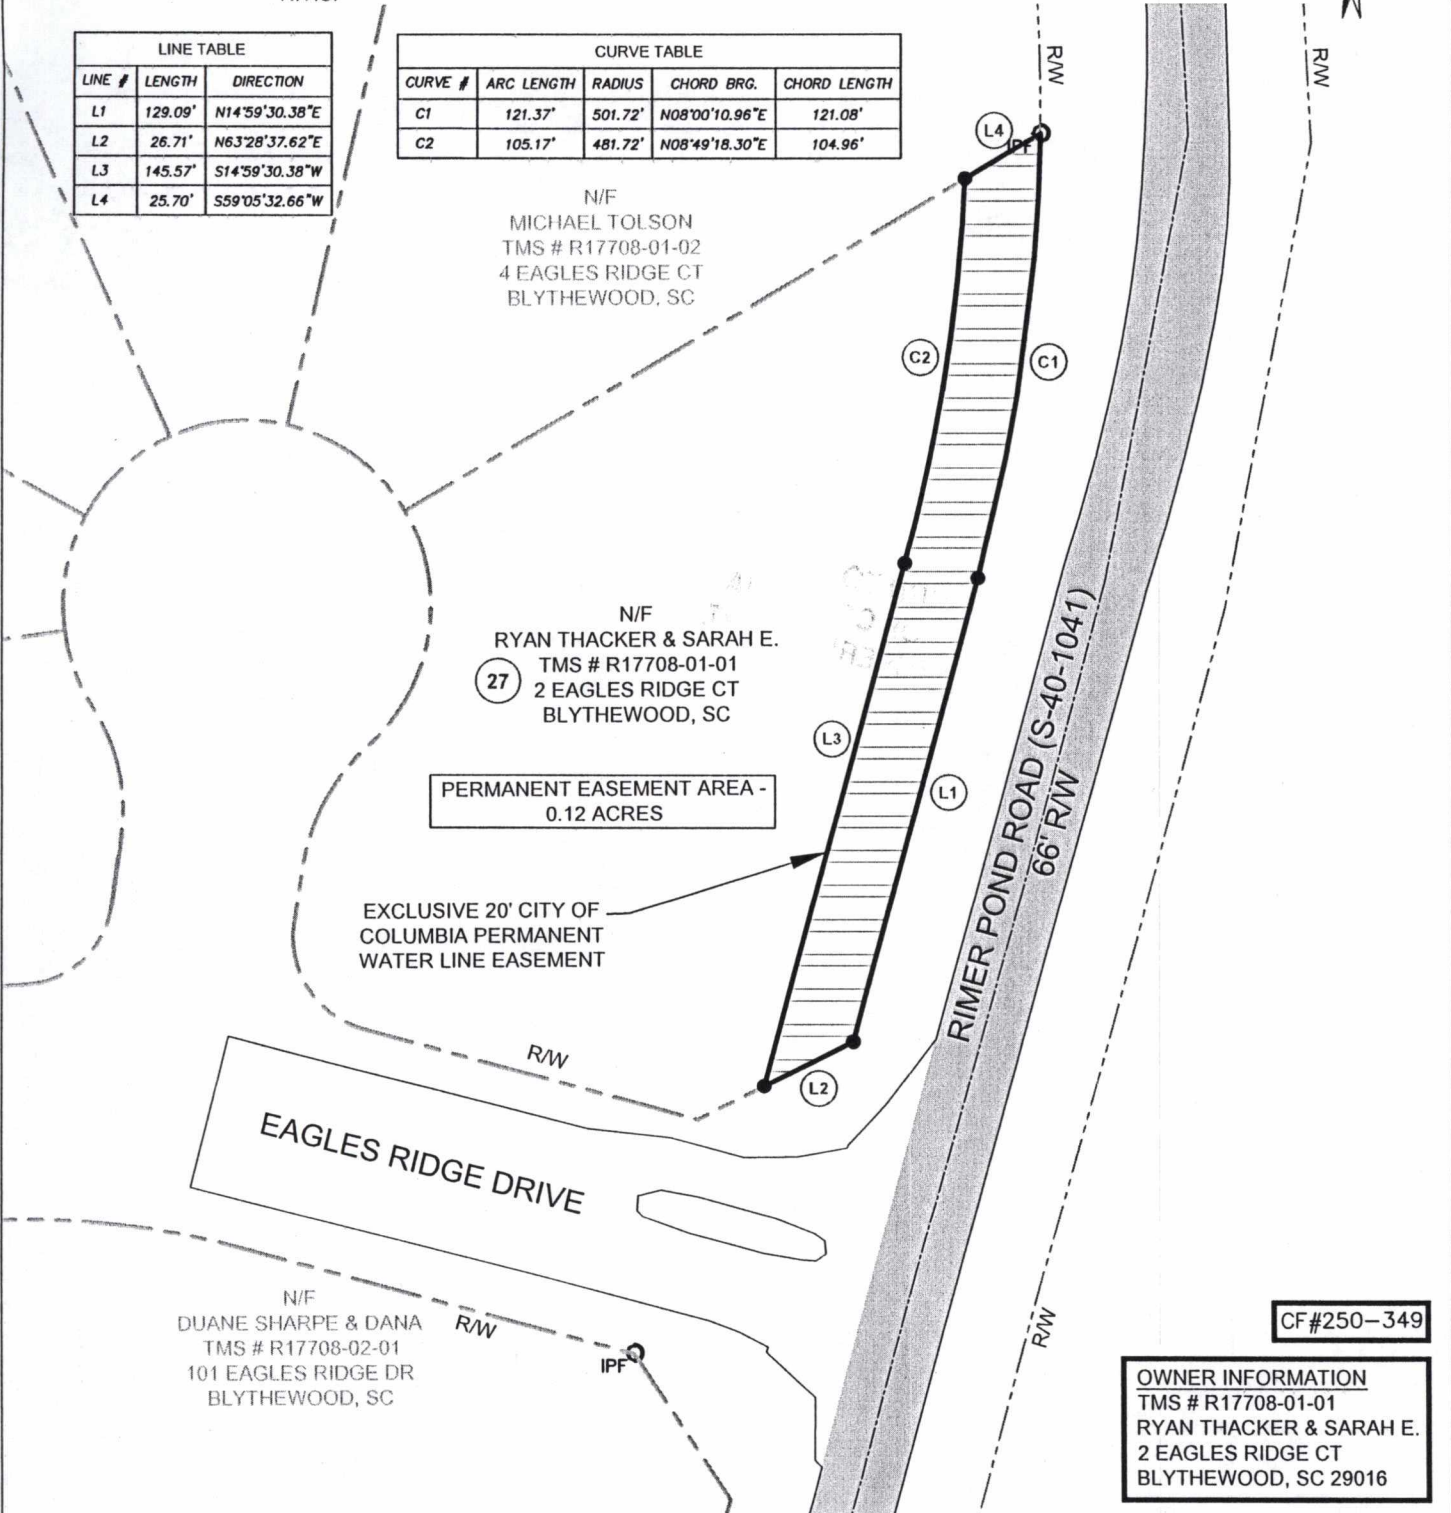 LINE TABLE
LINE # LENGTH DIRECTION
L1 129.09' N14°59'30.38"E
L2 26.71' N63°28'37.62"E
L3 145.57' S14°59'30.38"W
L4 25.70' S59°05'32.66"W
CURVE TABLE
CURVE # ARC LENGTH RADIUS CHORD BRG. CHORD LENGTH
C1 121.37' 501.72' N08°00'10.96"E 121.08'
C2 105.17' 481.72' N08°49'18.30"E 104.96'
R/W
R/W
L4
IPF
N/F
MICHAEL TOLSON
TMS # R17708-01-02
4 EAGLES RIDGE CT
BLYTHEWOOD, SC
C2
C1
N/F
RYAN THACKER & SARAH E.
TMS # R17708-01-01
27
2 EAGLES RIDGE CT
BLYTHEWOOD, SC
L3
L1
PERMANENT EASEMENT AREA -
0.12 ACRES
EXCLUSIVE 20' CITY OF
COLUMBIA PERMANENT
WATER LINE EASEMENT
RIMER POND ROAD (S-40-1041)
66' R/W
R/W
L2
EAGLES RIDGE DRIVE
N/F
DUANE SHARPE & DANA
TMS # R17708-02-01
101 EAGLES RIDGE DR
BLYTHEWOOD, SC
R/W
IPF
R/W
CF#250-349
OWNER INFORMATION
TMS # R17708-01-01
RYAN THACKER & SARAH E.
2 EAGLES RIDGE CT
BLYTHEWOOD, SC 29016